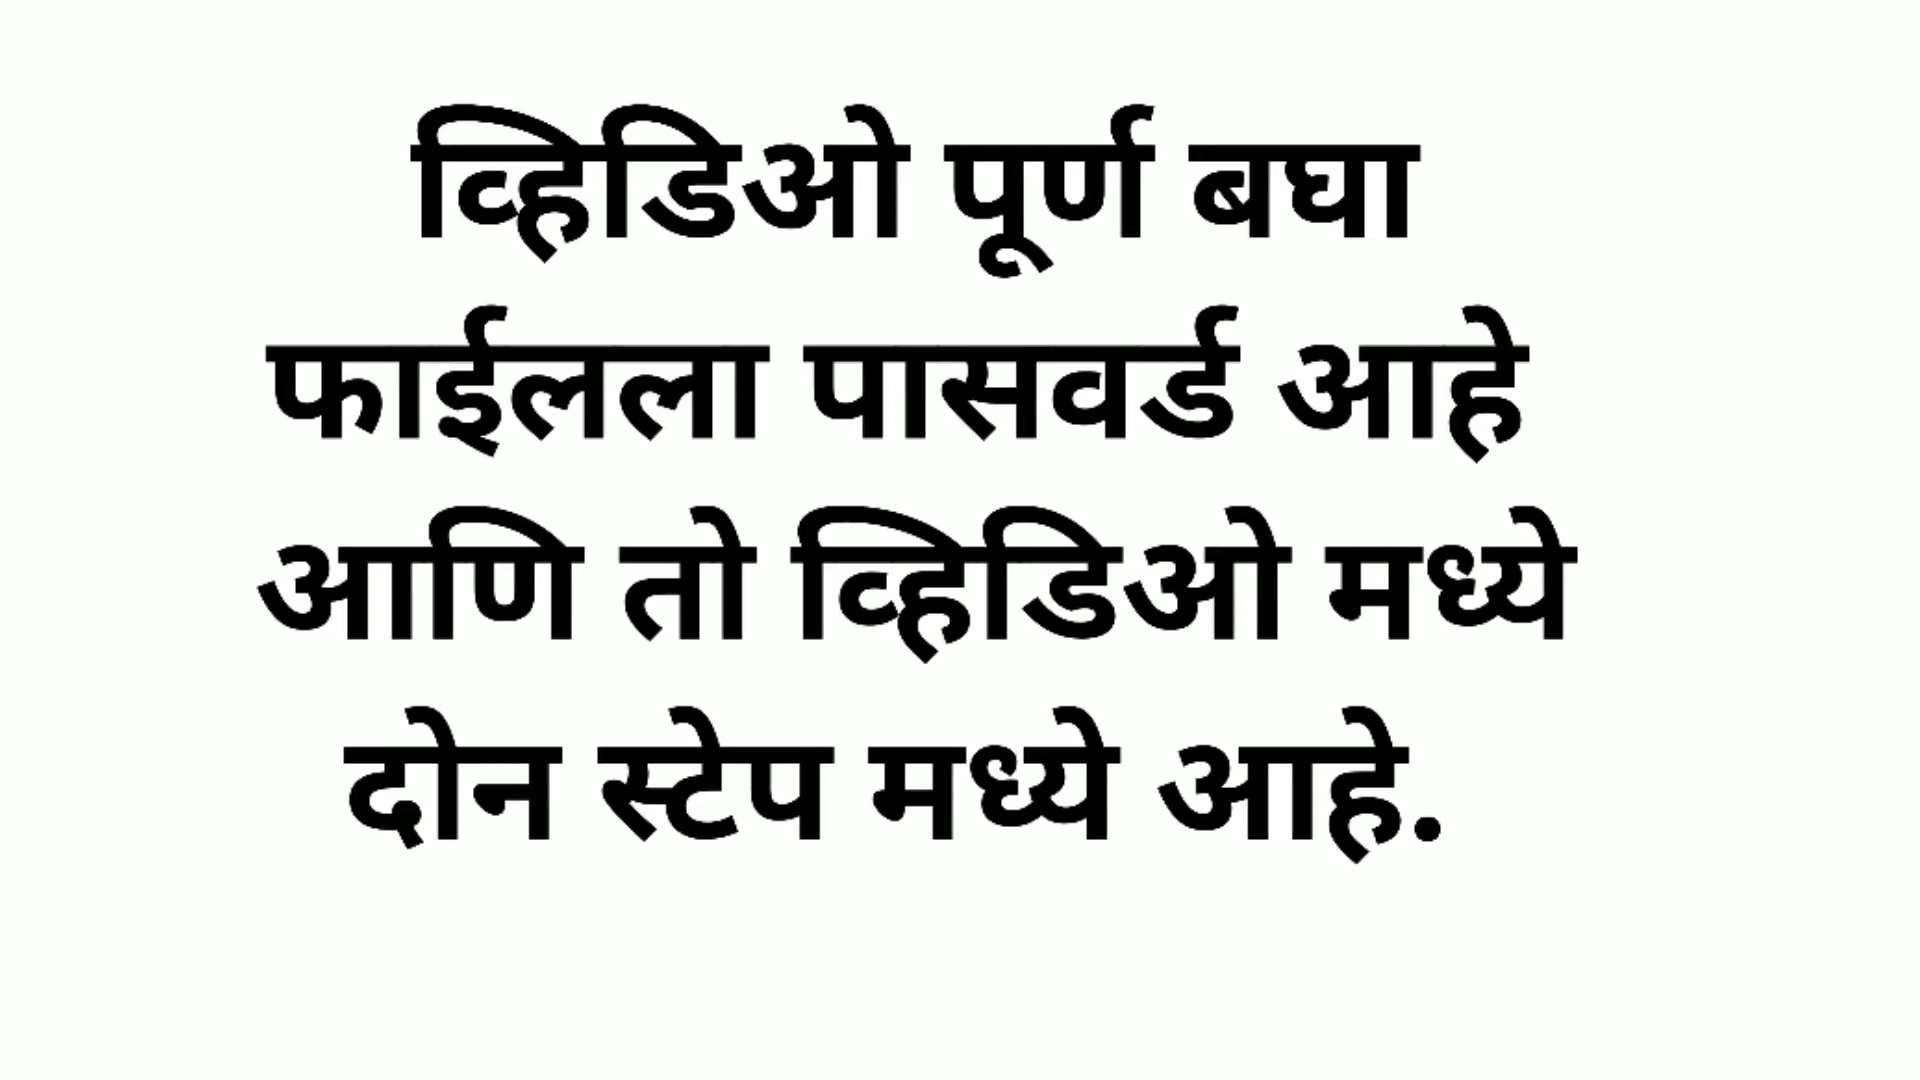 व्हिडिओ पूर्ण बघा
फाईलला पासवर्ड आहे
आणि तो व्हिडिओ मध्ये
दोन स्टेप मध्ये आहे.